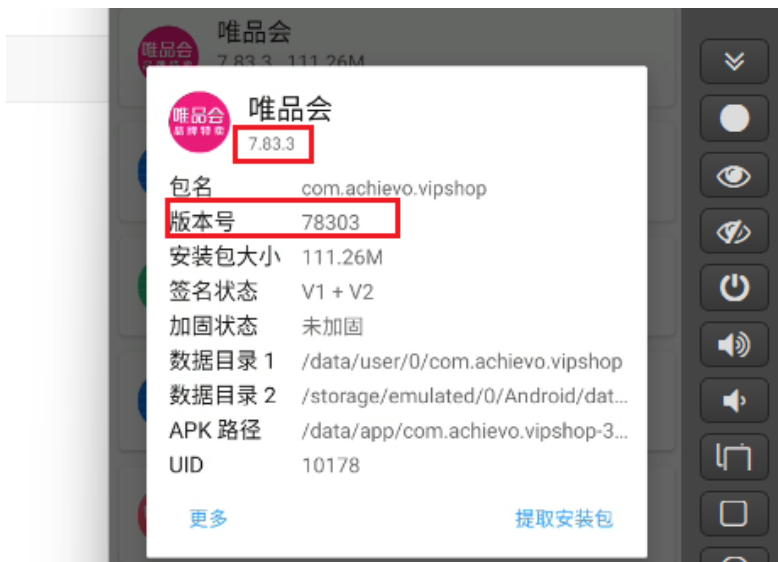 唯品会
7.83.3 111.26M
唯品会
品牌特卖
唯品会
7.83.3
包名 com.achievo.vipshop
版本号 78303
安装包大小 111.26M
签名状态 V1 + V2
加固状态 未加固
数据目录 1 /data/user/0/com.achievo.vipshop
数据目录 2 /storage/emulated/0/Android/dat...
APK 路径 /data/app/com.achievo.vipshop-3...
UID 10178
更多 提取安装包